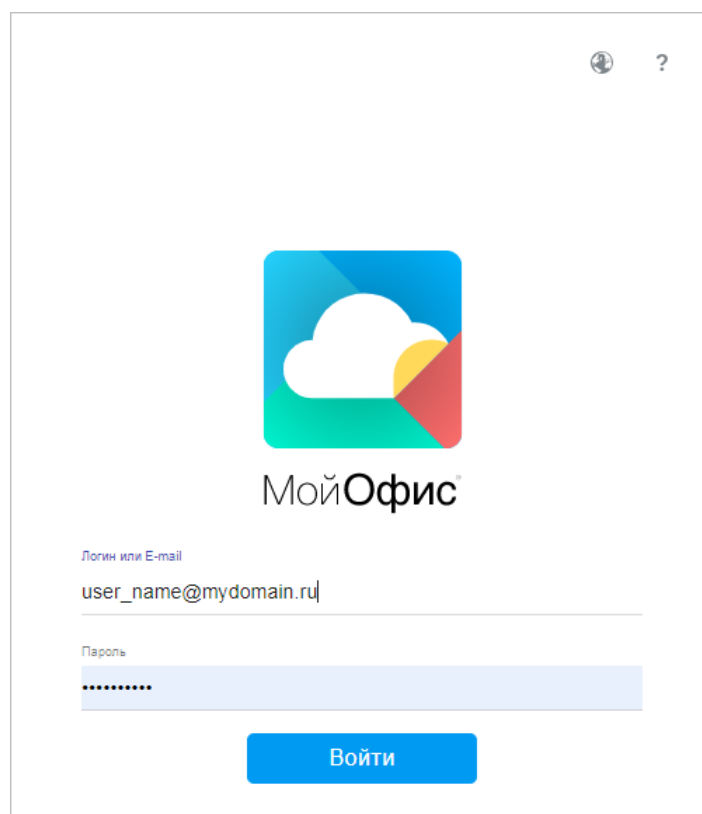 ?
МойОфис
Логин или E-mail
user_name@mydomain.ru
Пароль
••••••••••
Войти